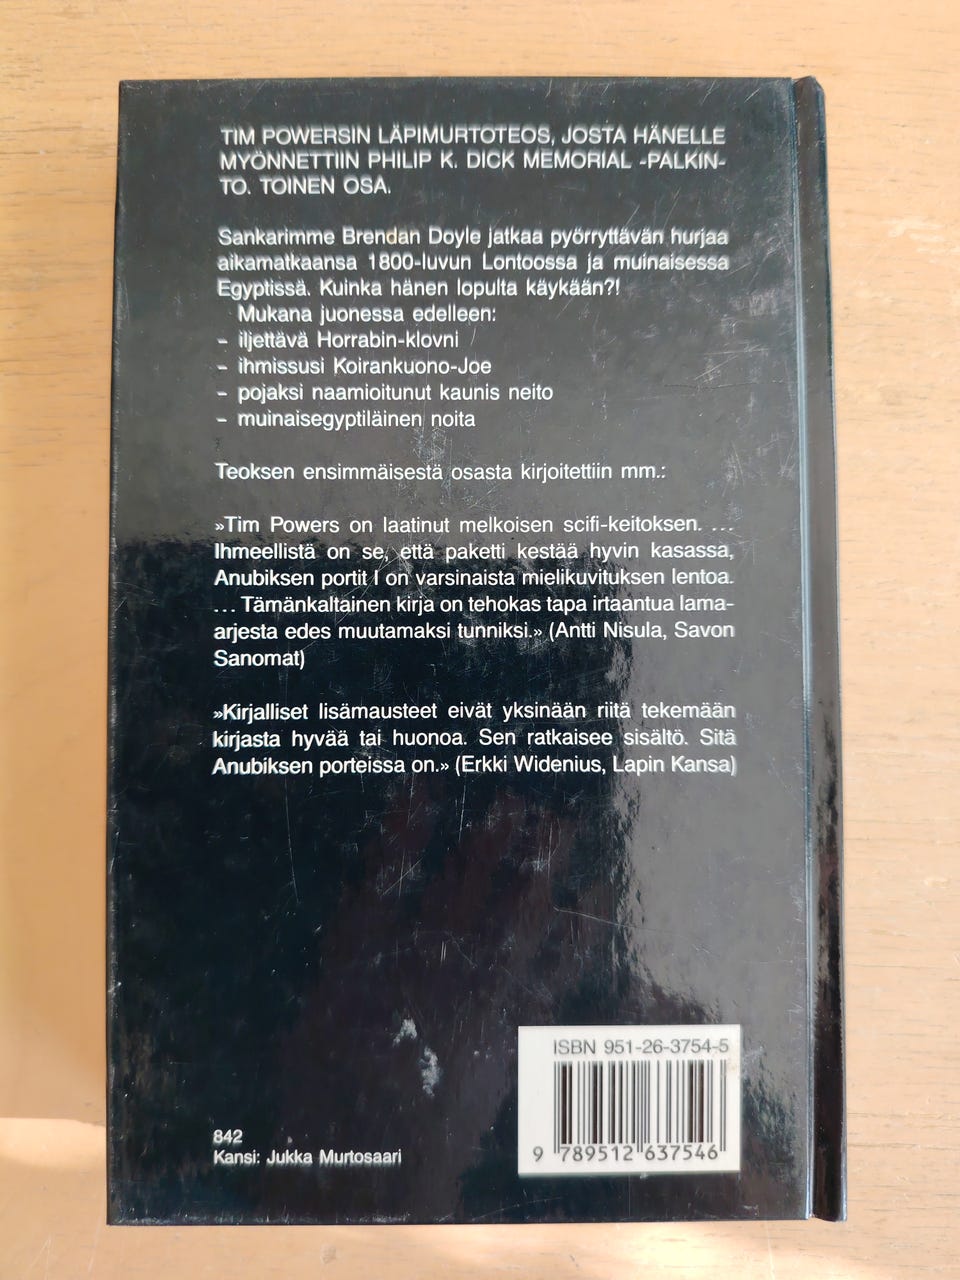 TIM POWERSIN LÄPIMURTOTEOS, JOSTA HÄNELLE
MYÖNNETTIIN PHILIP K. DICK MEMORIAL -PALKIN-
TO. TOINEN OSA.
Sankarimme Brendan Doyle jatkaa pyörryttävän hurjaa
aikamatkaansa 1800-luvun Lontoossa ja muinaisessa
Egyptissä. Kuinka hänen lopulta käykään?!
Mukana juonessa edelleen:
– iljettävä Horrabin-klovni
– ihmissusi Koirankuono-Joe
– pojaksi naamioitunut kaunis neito
– muinaisegyptiläinen noita
Teoksen ensimmäisestä osasta kirjoitettiin mm.:
»Tim Powers on laatinut melkoisen scifi-keitoksen. ...
Ihmeellistä on se, että paketti kestää hyvin kasassa,
Anubiksen portit I on varsinaista mielikuvituksen lentoa.
... Tämänkaltainen kirja on tehokas tapa irtaantua lama-
arjesta edes muutamaksi tunniksi.» (Antti Nisula, Savon
Sanomat)
»Kirjalliset lisämausteet eivät yksinään riitä tekemään
kirjasta hyvää tai huonoa. Sen ratkaisee sisältö. Sitä
Anubiksen porteissa on.» (Erkki Widenius, Lapin Kansa)
ISBN 951-26-3754-5
9 789512 637546
842
Kansi: Jukka Murtosaari